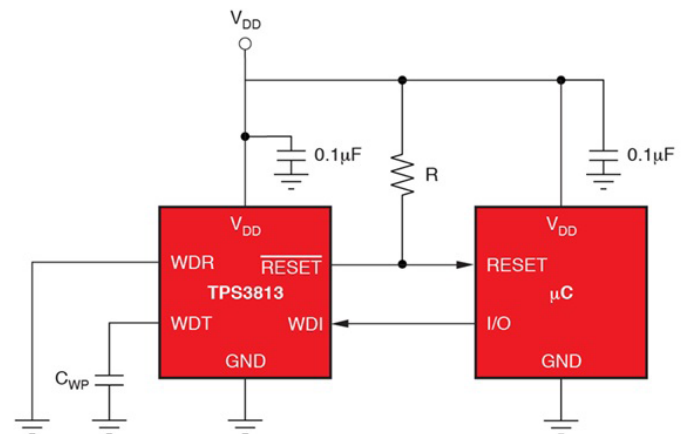 VDD
0.1μF
R
0.1μF
VDD
WDR
RESET
TPS3813
WDT
WDI
GND
CWP
VDD
RESET
μC
I/O
GND